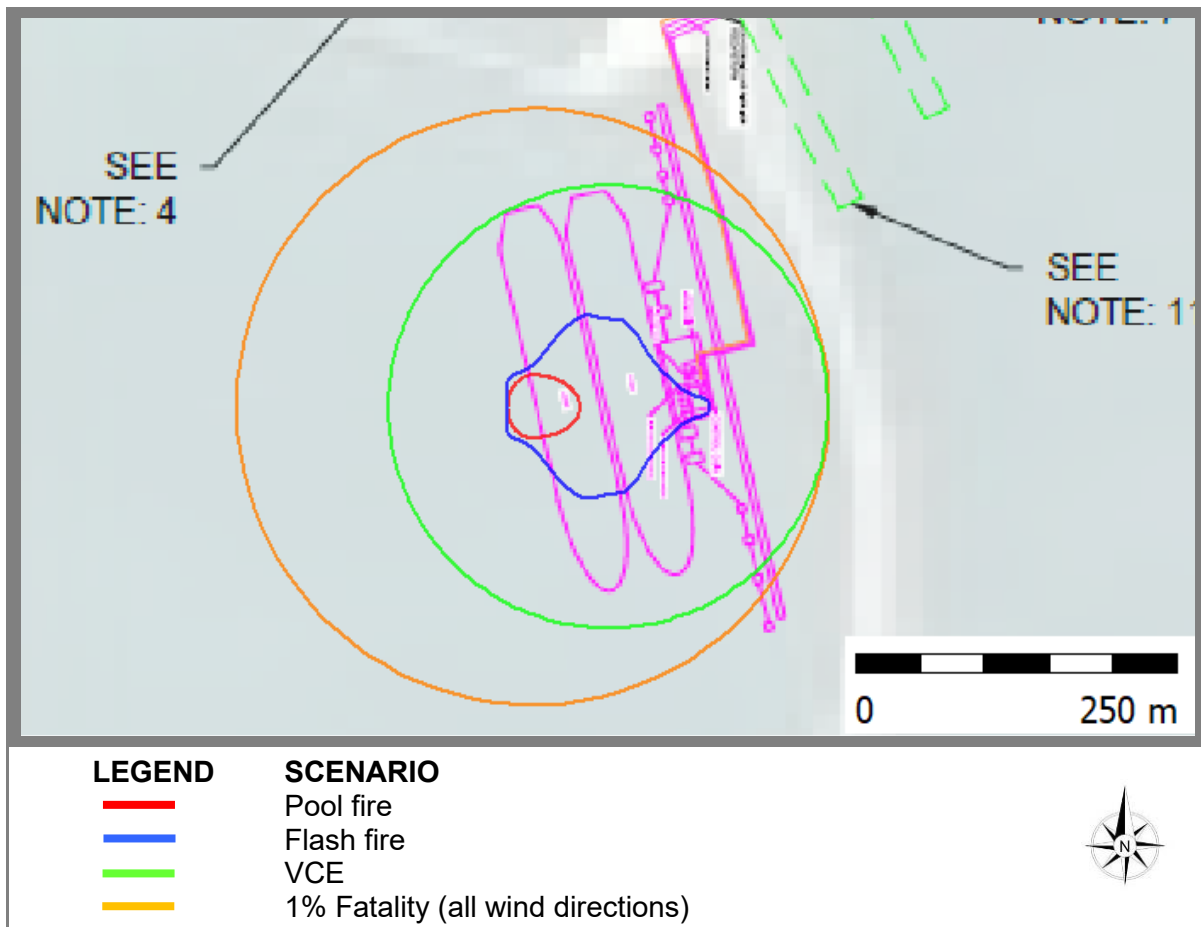 SEE
NOTE: 4
SEE
NOTE: 11
0 250 m
LEGEND SCENARIO
Pool fire
Flash fire
VCE
1% Fatality (all wind directions)
N